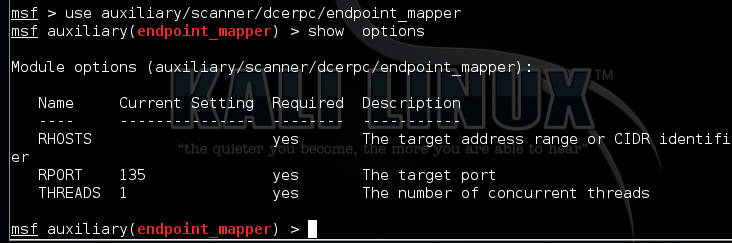 msf > use auxiliary/scanner/dcerpc/endpoint_mapper
msf auxiliary(endpoint_mapper) > show  options
Module options (auxiliary/scanner/dcerpc/endpoint_mapper):
Name     Current Setting  Required  Description
----     ---------------  --------  -----------
RHOSTS                    yes       The target address range or CIDR identifi
er
RPORT    135              yes       The target port
THREADS  1                yes       The number of concurrent threads
msf auxiliary(endpoint_mapper) >
KALI LINUX™
"the quieter you become, the more you are able to hear"